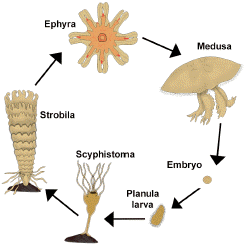 Ephyra
Medusa
Strobila
Scyphistoma
Embryo
Planula
larva